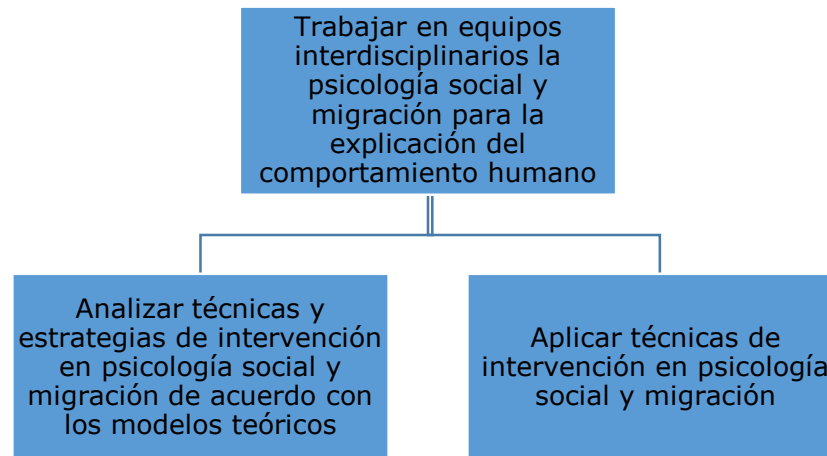 Trabajar en equipos
interdisciplinarios la
psicología social y
migración para la
explicación del
comportamiento humano
Analizar técnicas y
estrategias de intervención
en psicología social y
migración de acuerdo con
los modelos teóricos
Aplicar técnicas de
intervención en psicología
social y migración